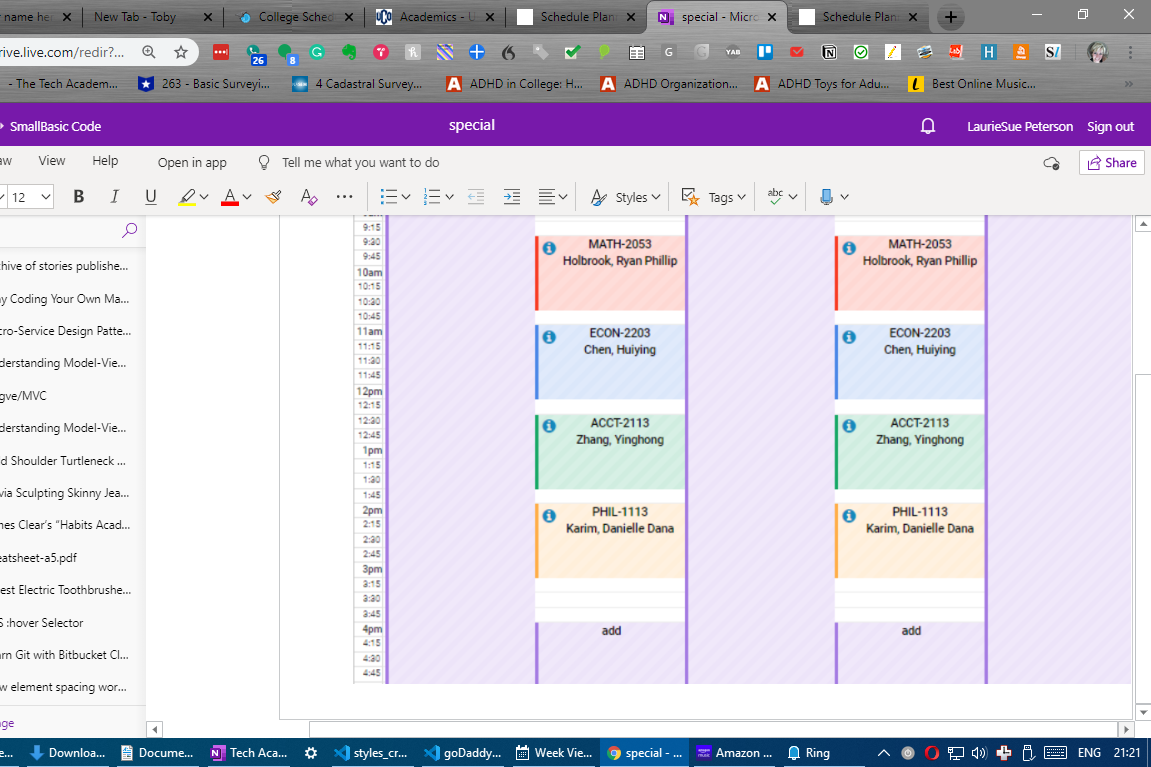 r name he
New Tab - Toby
College Sched
Academics - U
Schedule Plan
special - Micro
Schedule Plan
rive.live.com/redir?...
26
8
G
YAB
- The Tech Academ...
263 - Basic Surveyi...
4 Cadastral Survey...
ADHD in College: H...
ADHD Organization...
ADHD Toys for Adu...
Best Online Music...
SmallBasic Code
special
LaurieSue Peterson
Sign out
aw
View
Help
Open in app
Tell me what you want to do
Share
12
B
I
U
A
A
Styles
Tags
abc
hive of stories publishe...
y Coding Your Own Ma...
cro-Service Design Patte...
derstanding Model-Vie...
gve/MVC
derstanding Model-Vie...
d Shoulder Turtleneck ...
via Sculpting Skinny Jea...
mes Clear's "Habits Acad...
eatsheet-a5.pdf
est Electric Toothbrushe...
S :hover Selector
arn Git with Bitbucket Cl...
w element spacing wor...
age
9:15
9:30
9:45
10am
10:15
10:30
10:45
11am
11:15
11:30
11:45
12pm
12:15
12:30
12:45
1pm
1:15
1:30
1:45
2pm
2:15
2:30
2:45
3pm
3:15
3:30
3:45
4pm
4:15
4:30
4:45
MATH-2053
Holbrook, Ryan Phillip
ECON-2203
Chen, Huiying
ACCT-2113
Zhang, Yinghong
PHIL-1113
Karim, Danielle Dana
add
MATH-2053
Holbrook, Ryan Phillip
ECON-2203
Chen, Huiying
ACCT-2113
Zhang, Yinghong
PHIL-1113
Karim, Danielle Dana
add
e...
Downloa...
Docume...
Tech Aca...
styles_cr...
goDaddy...
Week Vie...
special - ...
Amazon ...
Ring
ENG
21:21